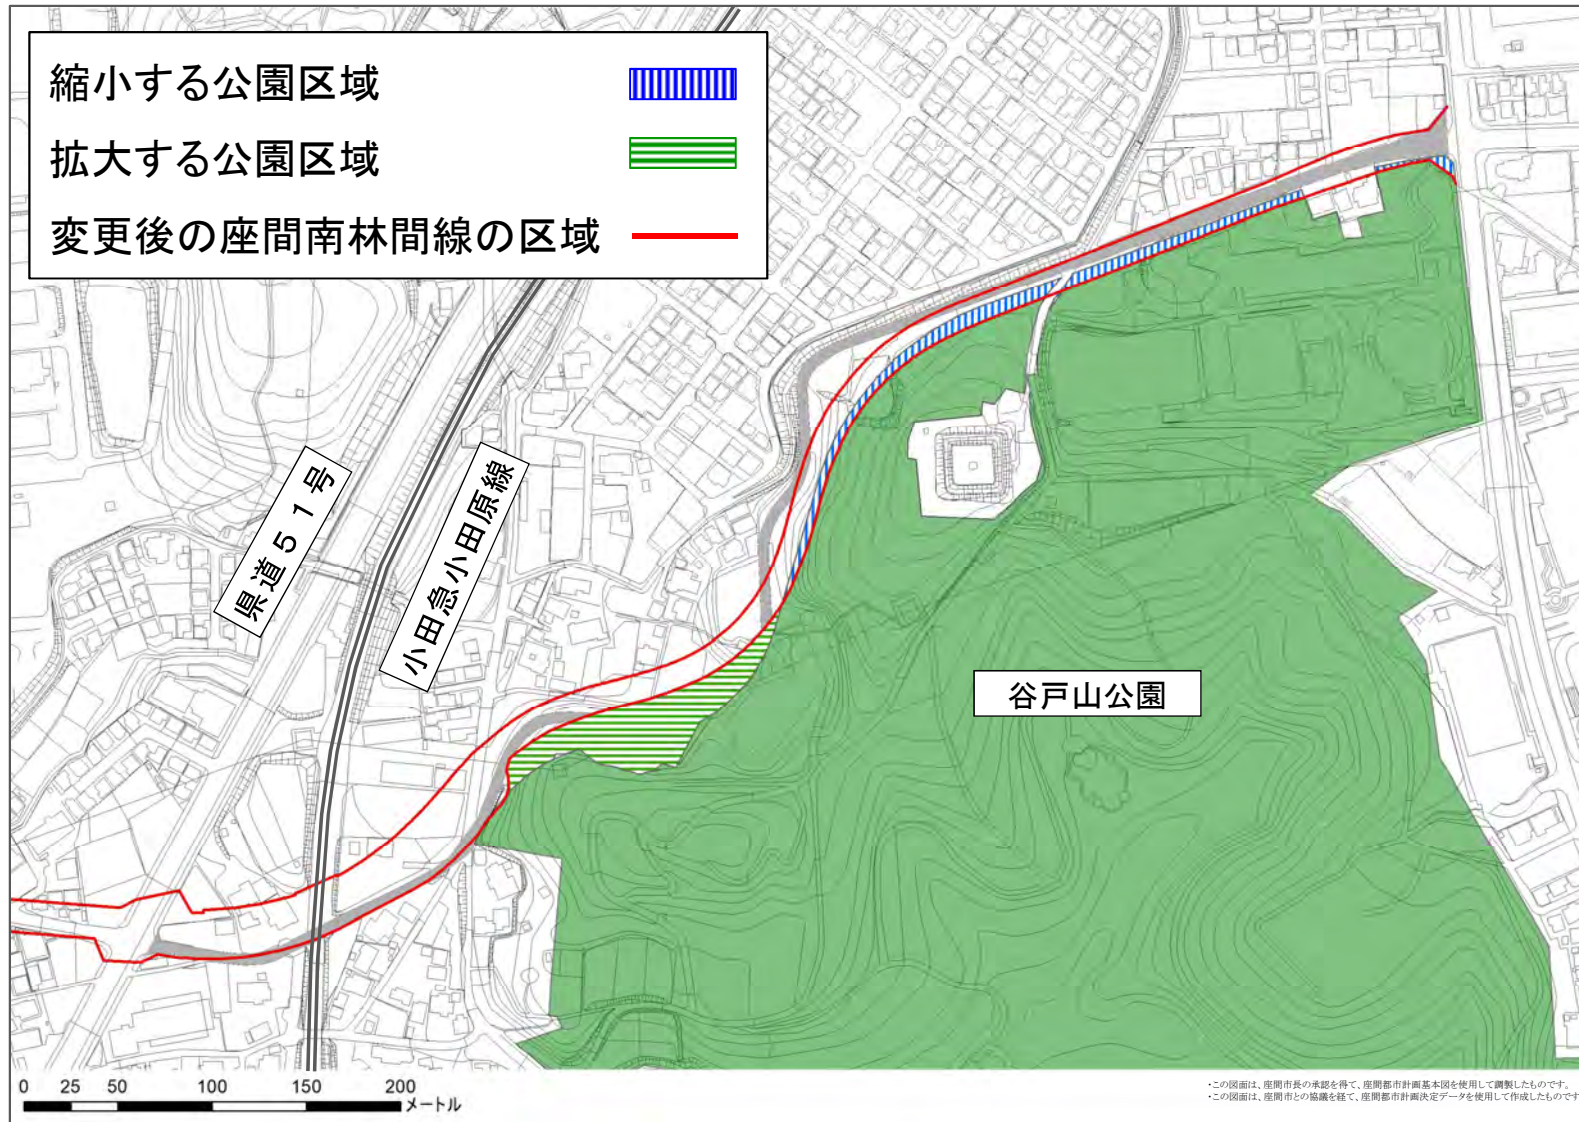 縮小する公園区域
拡大する公園区域
変更後の座間南林間線の区域
県道51号
小田急小田原線
谷戸山公園
0 25 50 100 150 200
メートル
・この図面は、座間市長の承認を得て、座間都市計画基本図を使用して調製したものです。
・この図面は、座間市との協議を経て、座間都市計画決定データを使用して作成したものです